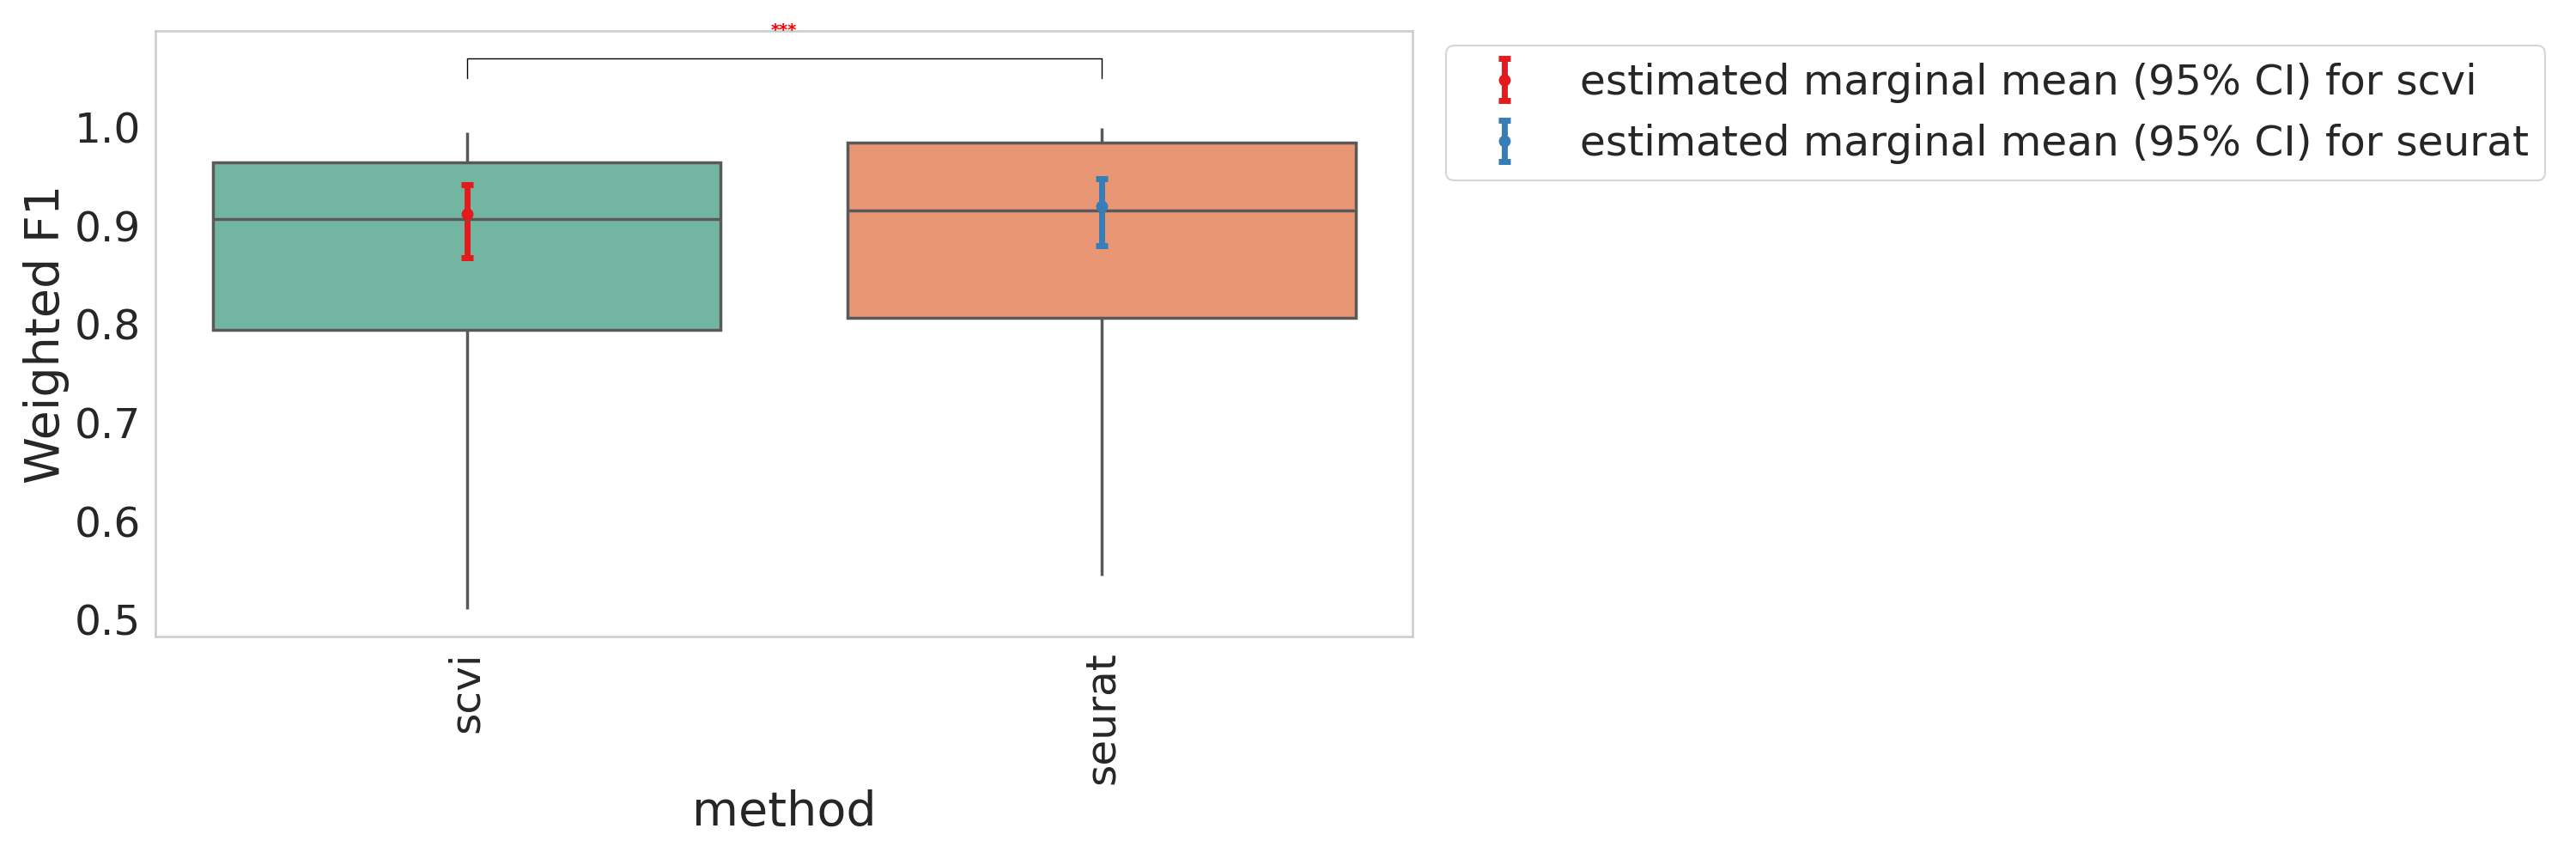 ***
estimated marginal mean (95% CI) for scvi
estimated marginal mean (95% CI) for seurat
Weighted F1
1.0
0.9
0.8
0.7
0.6
0.5
scvi
seurat
method